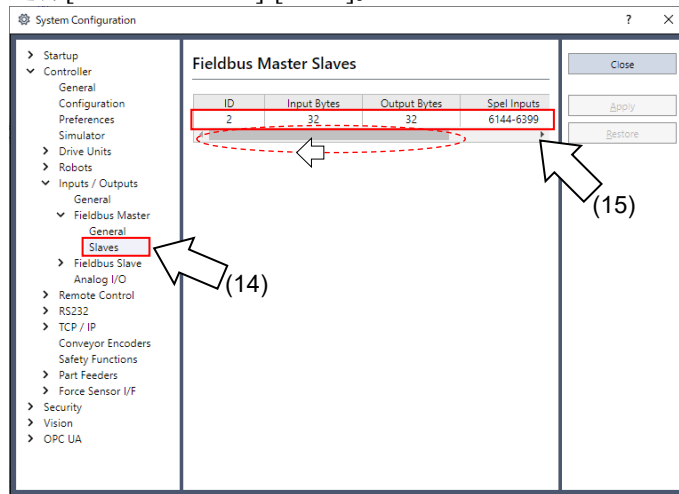 System Configuration
? ×
Startup
Controller
General
Configuration
Preferences
Simulator
Drive Units
Robots
Inputs / Outputs
General
Fieldbus Master
General
Slaves
Fieldbus Slave
Analog I/O
Remote Control
RS232
TCP / IP
Conveyor Encoders
Safety Functions
Part Feeders
Force Sensor I/F
Security
Vision
OPC UA
Fieldbus Master Slaves
ID Input Bytes Output Bytes Spel Inputs
2 32 32 6144-6399
(14)
(15)
Close
Apply
Restore